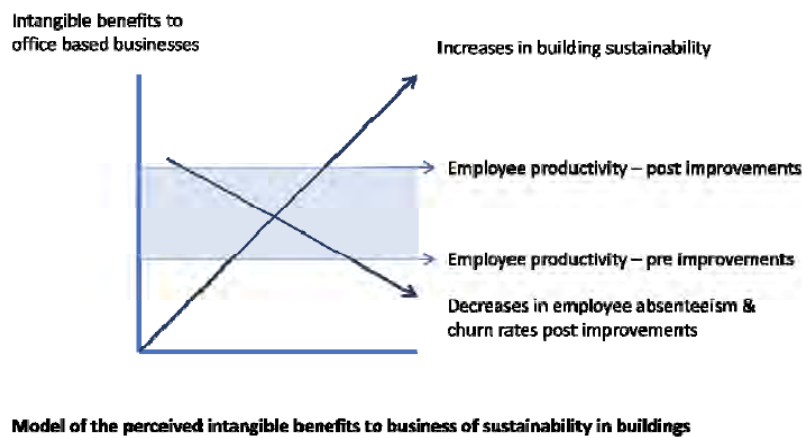 Intangible benefits to
office based businesses
Increases in building sustainability
Employee productivity – post improvements
Employee productivity – pre improvements
Decreases in employee absenteeism &
churn rates post improvements
Model of the perceived intangible benefits to business of sustainability in buildings